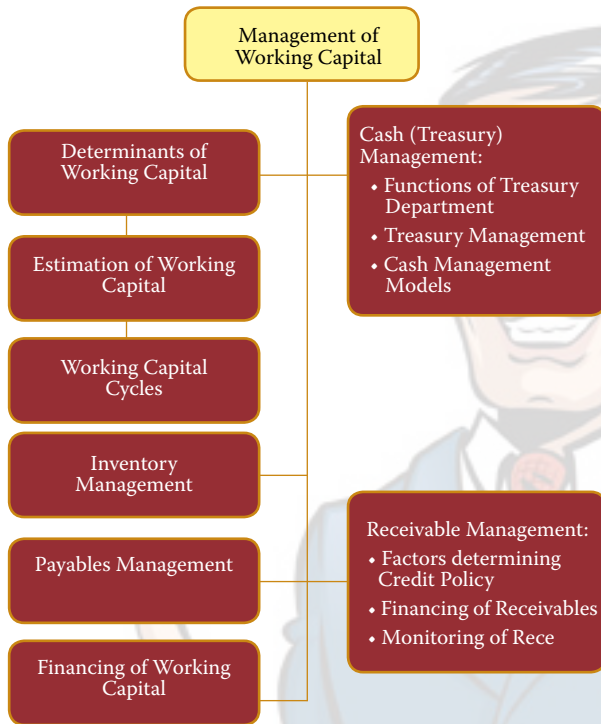 Management of
Working Capital
Determinants of
Working Capital
Estimation of Working
Capital
Working Capital
Cycles
Inventory
Management
Payables Management
Financing of Working
Capital
Cash (Treasury)
Management:
• Functions of Treasury
Department
• Treasury Management
• Cash Management
Models
Receivable Management:
• Factors determining
Credit Policy
• Financing of Receivables
• Monitoring of Rece